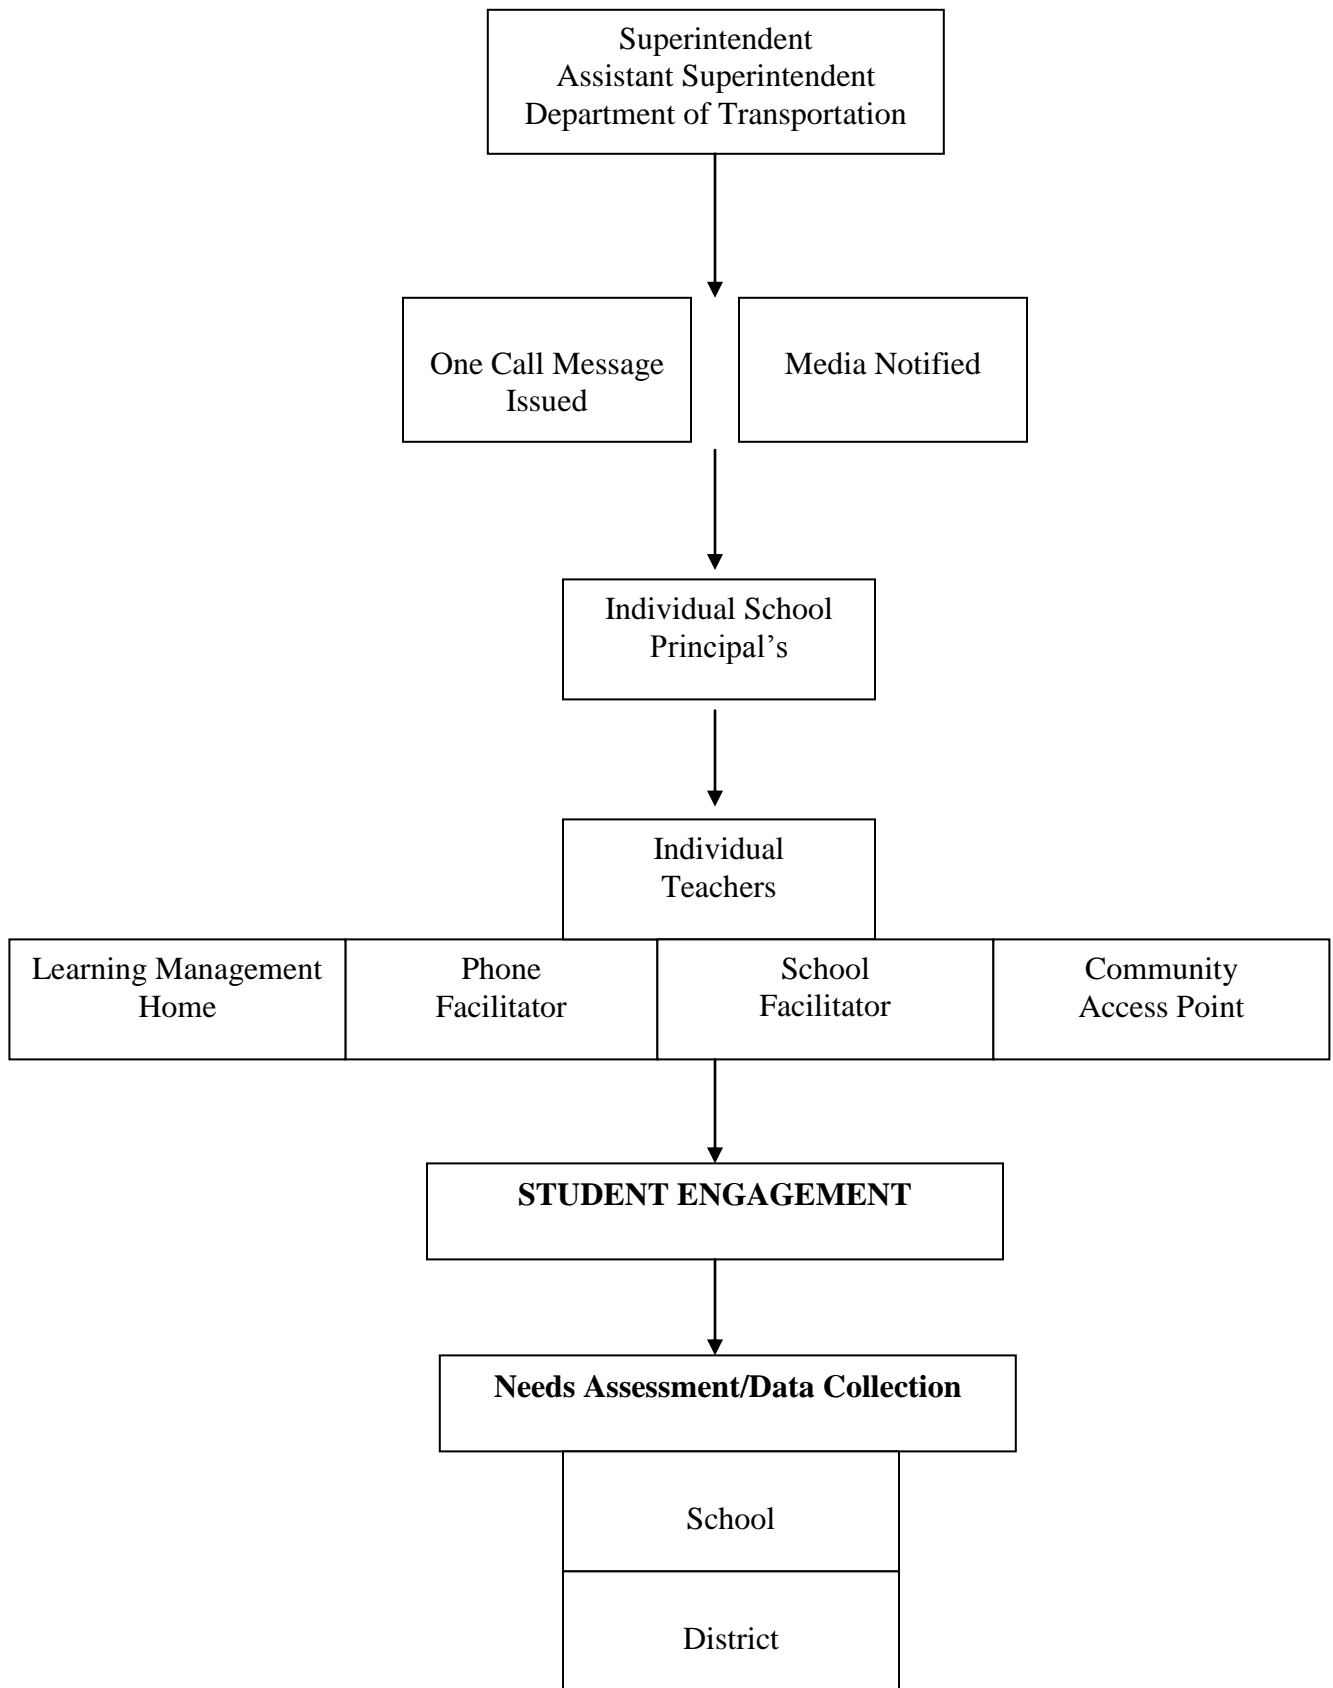 Superintendent
Assistant Superintendent
Department of Transportation
One Call Message
Issued
Media Notified
Individual School
Principal’s
Individual
Teachers
Learning Management
Home
Phone
Facilitator
School
Facilitator
Community
Access Point
STUDENT ENGAGEMENT
Needs Assessment/Data Collection
School
District